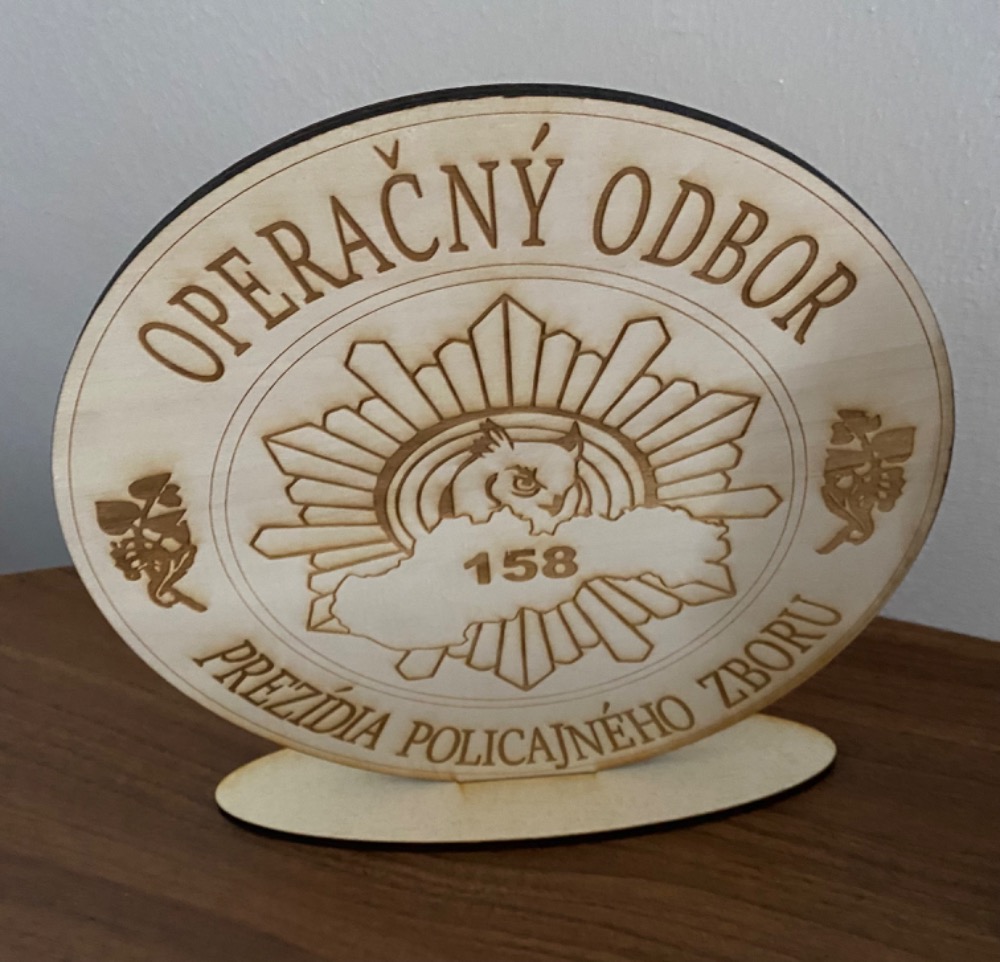 OPERAČNÝ ODBOR
158
PREZÍDIA POLICAJNÉHO ZBORU